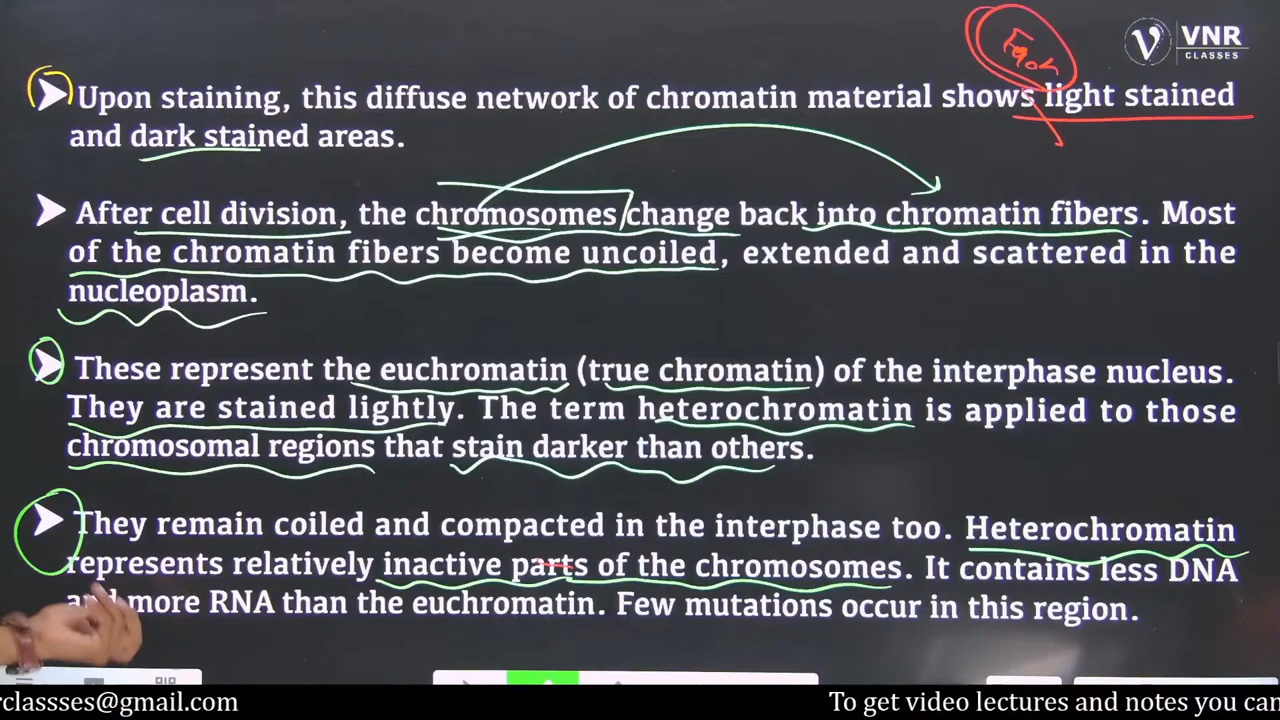 VNR
CLASSES
Upon staining, this diffuse network of chromatin material shows light stained
and dark stained areas.
After cell division, the chromosomes change back into chromatin fibers. Most
of the chromatin fibers become uncoiled, extended and scattered in the
nucleoplasm.
These represent the euchromatin (true chromatin) of the interphase nucleus.
They are stained lightly. The term heterochromatin is applied to those
chromosomal regions that stain darker than others.
They remain coiled and compacted in the interphase too. Heterochromatin
represents relatively inactive parts of the chromosomes. It contains less DNA
and more RNA than the euchromatin. Few mutations occur in this region.
rclassses@gmail.com
To get video lectures and notes you can